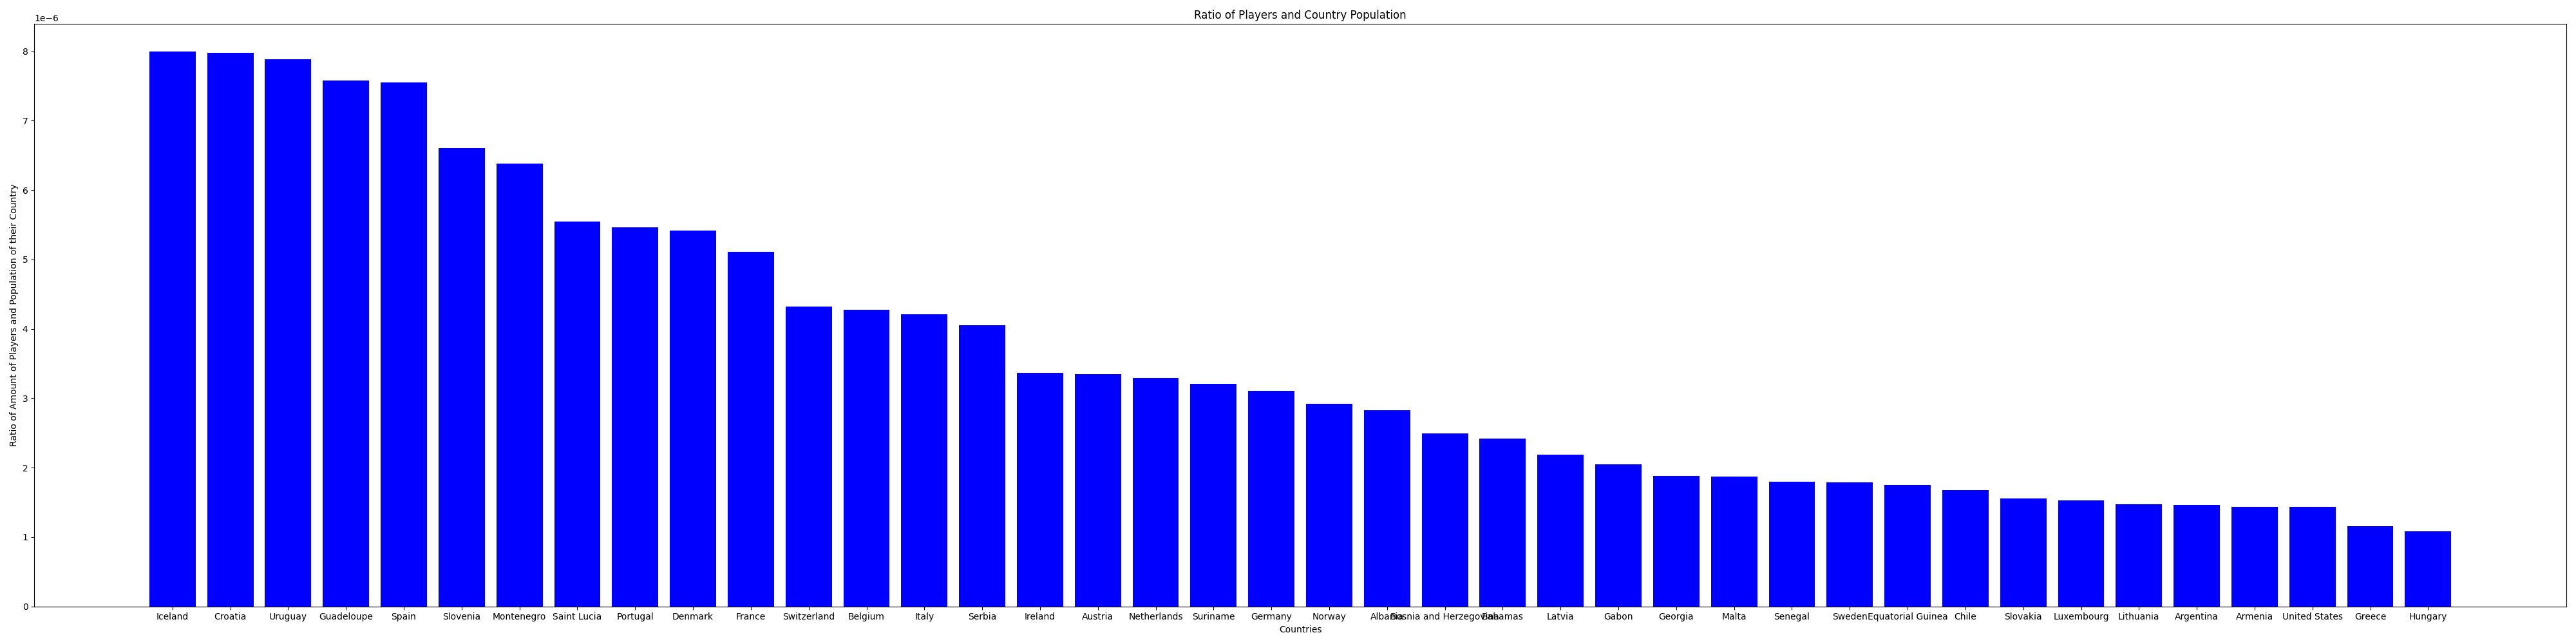 Ratio of Players and Country Population
1e−6
8
7
6
5
4
3
2
1
0
Ratio of Amount of Players and Population of their Country
Iceland Croatia Uruguay Guadeloupe Spain Slovenia Montenegro Saint Lucia Portugal Denmark France Switzerland Belgium Italy Serbia Ireland Austria Netherlands Suriname Germany Norway Albania Bosnia and Herzegovina Bahamas Latvia Gabon Georgia Malta Senegal Sweden Equatorial Guinea Chile Slovakia Luxembourg Lithuania Argentina Armenia United States Greece Hungary
Countries